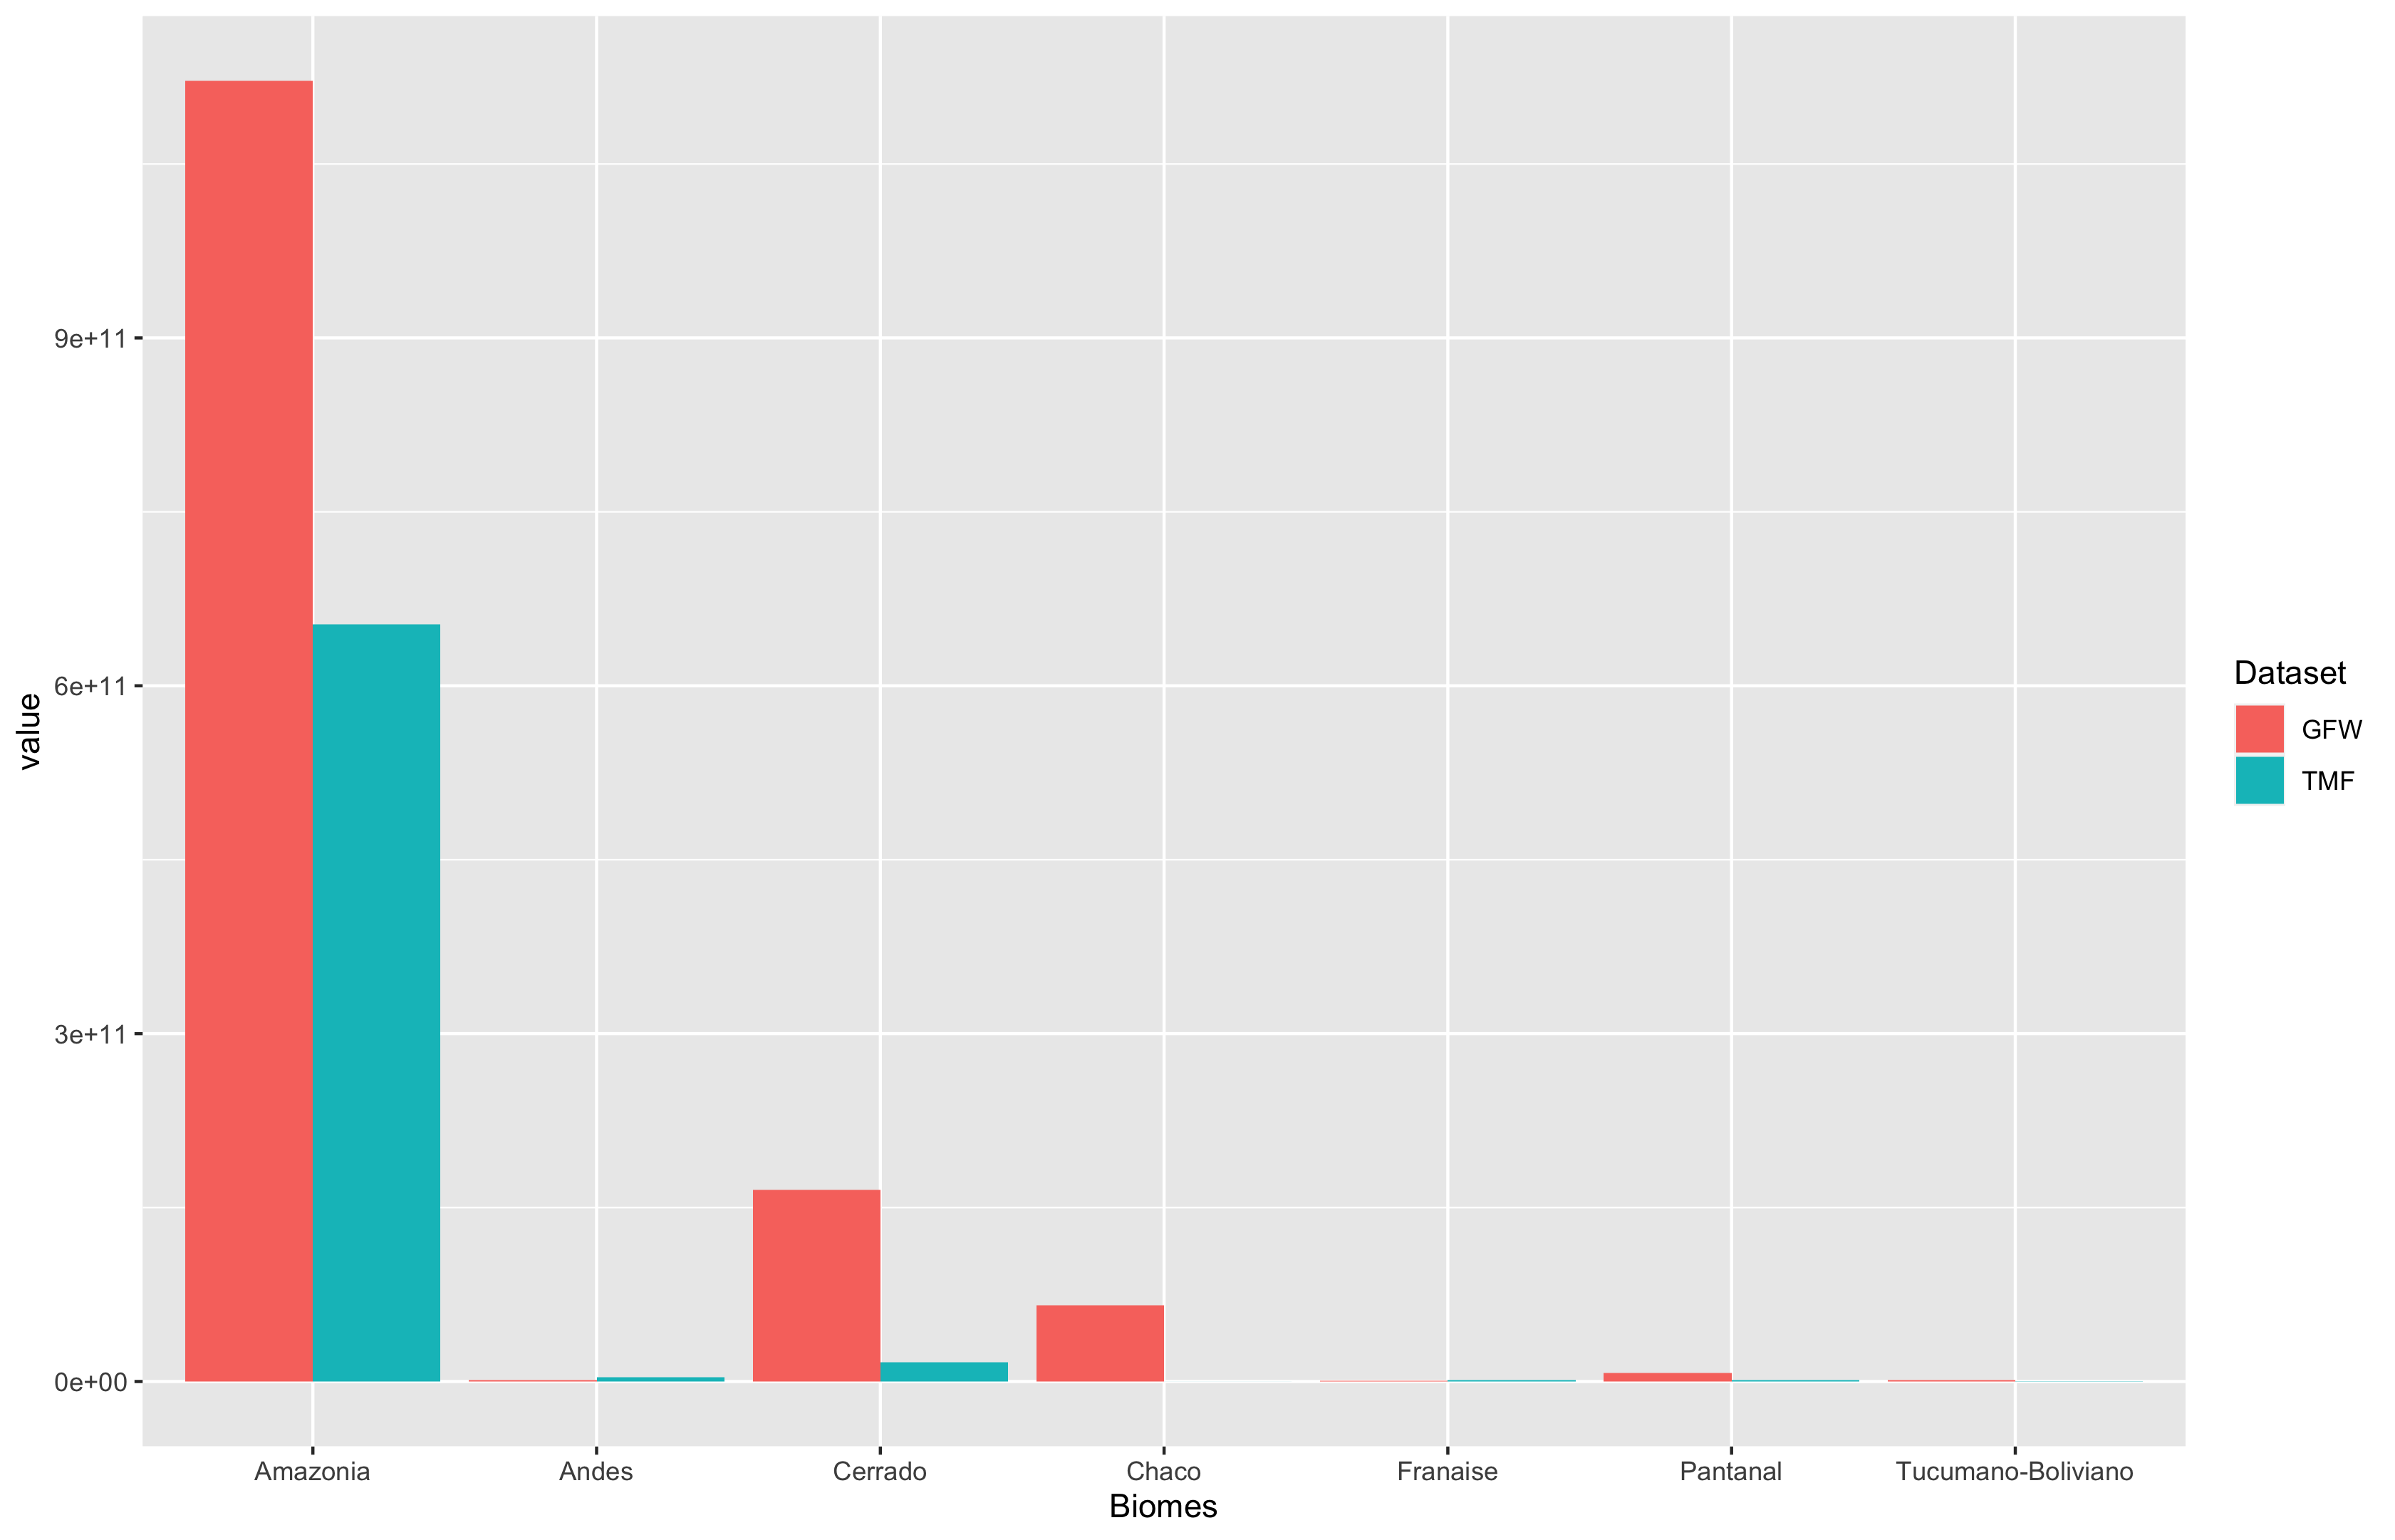 value
9e+11
6e+11
3e+11
0e+00
Amazonia
Andes
Cerrado
Chaco
Franaise
Pantanal
Tucumano-Boliviano
Biomes
Dataset
GFW
TMF